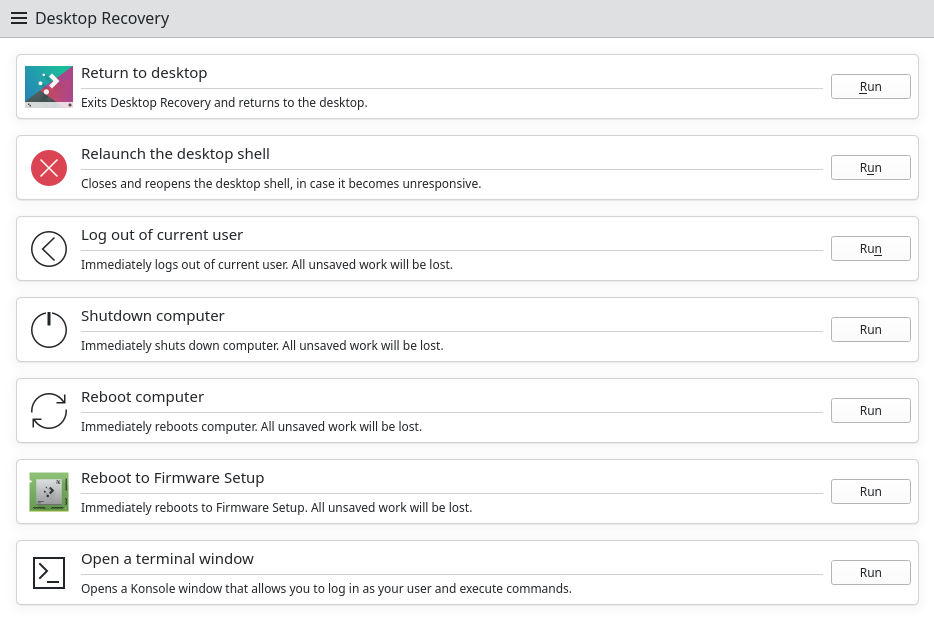 Desktop Recovery
Return to desktop
Exits Desktop Recovery and returns to the desktop.
Run
Relaunch the desktop shell
Closes and reopens the desktop shell, in case it becomes unresponsive.
Run
Log out of current user
Immediately logs out of current user. All unsaved work will be lost.
Run
Shutdown computer
Immediately shuts down computer. All unsaved work will be lost.
Run
Reboot computer
Immediately reboots computer. All unsaved work will be lost.
Run
Reboot to Firmware Setup
Immediately reboots to Firmware Setup. All unsaved work will be lost.
Run
Open a terminal window
Opens a Konsole window that allows you to log in as your user and execute commands.
Run